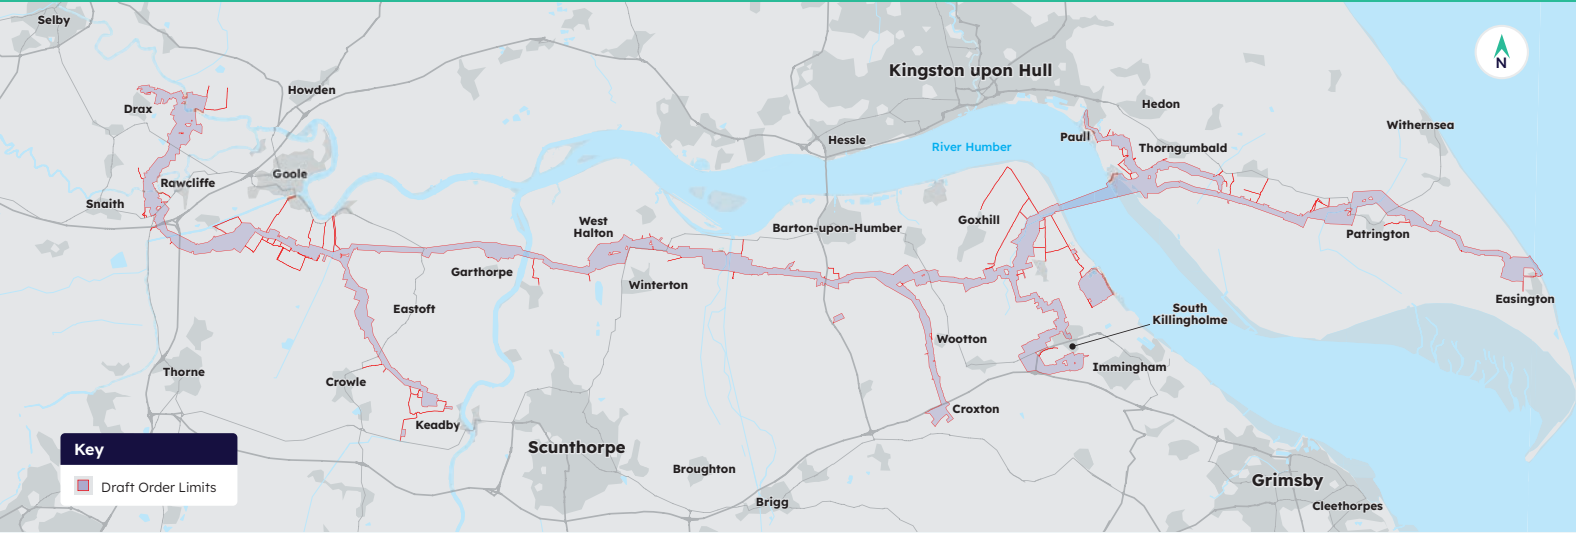 Selby
Kingston upon Hull
N
Drax
Howden
Hedon
Withernsea
Hessle
Paull
River Humber
Thorngumbald
Goole
Rawcliffe
Snaith
West
Halton
Barton-upon-Humber
Goxhill
Patrington
Garthorpe
Winterton
Easington
Eastoft
South
Killingholme
Wootton
Thorne
Crowle
Immingham
Croxton
Keadby
Scunthorpe
Broughton
Brigg
Grimsby
Cleethorpes
Key
Draft Order Limits